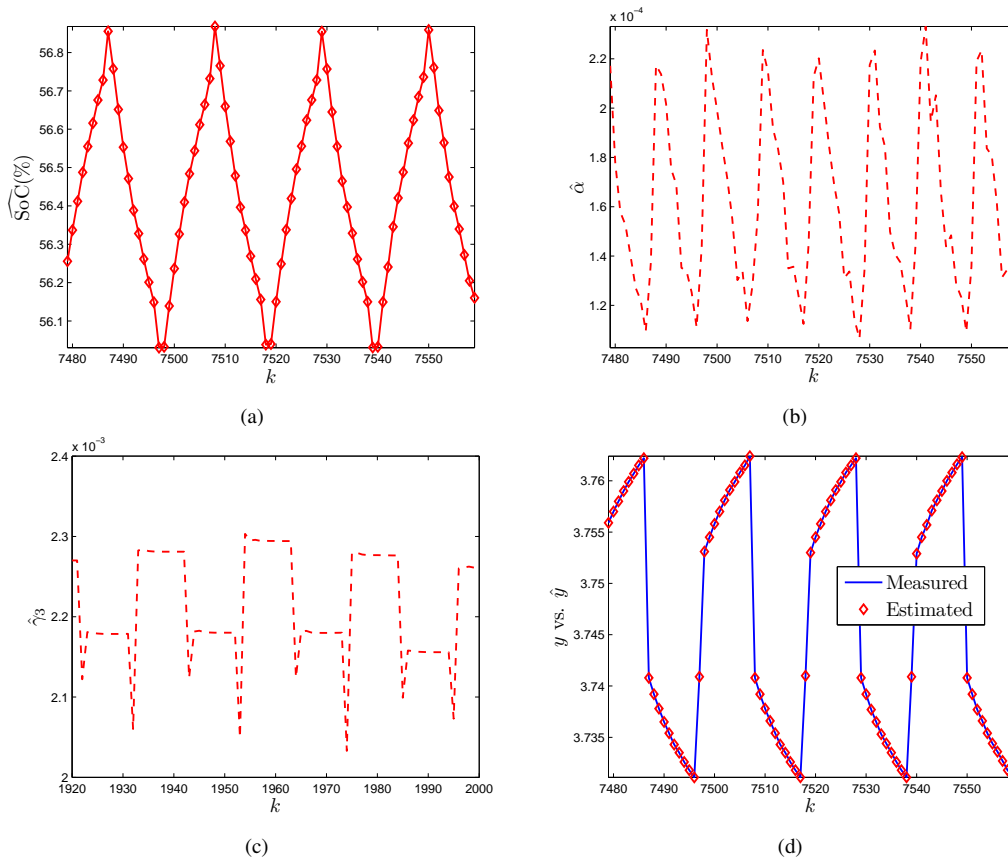 56.8
56.7
56.6
56.5
56.4
56.3
56.2
56.1
SoC(%)
7480 7490 7500 7510 7520 7530 7540 7550
k
(a)
x 10⁻⁴
2.2
2
1.8
1.6
1.4
1.2
α̂
7480 7490 7500 7510 7520 7530 7540 7550
k
(b)
x 10⁻³
2.4
2.3
2.2
2.1
2
γ̂₃
1920 1930 1940 1950 1960 1970 1980 1990 2000
k
(c)
3.76
3.755
3.75
3.745
3.74
3.735
y vs. ŷ
Measured
Estimated
7480 7490 7500 7510 7520 7530 7540 7550
k
(d)